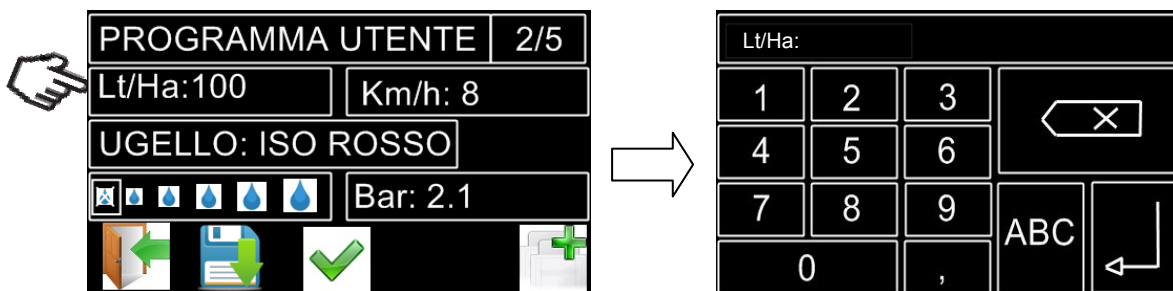 PROGRAMMA UTENTE 2/5
Lt/Ha:100 Km/h: 8
UGELLO: ISO ROSSO
Bar: 2.1
Lt/Ha:
1 2 3
4 5 6
7 8 9 ABC
0 ,